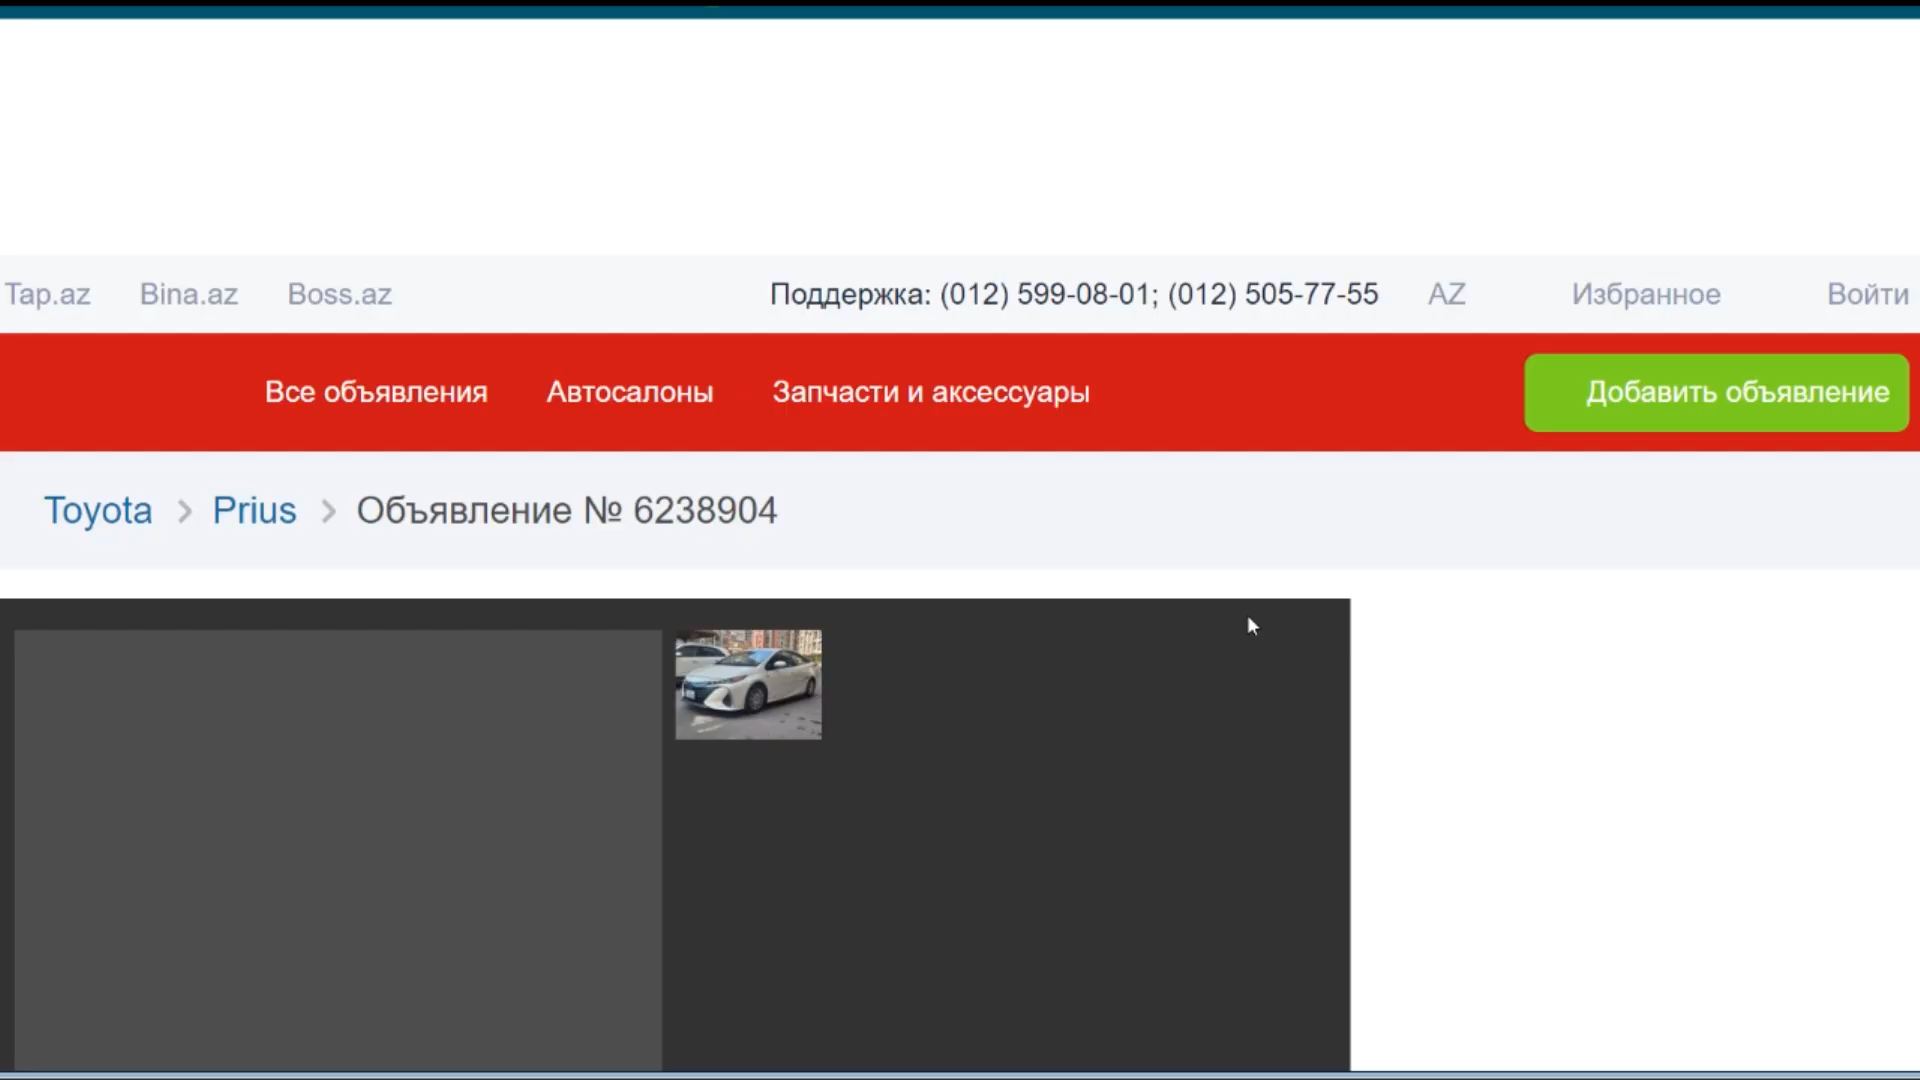 Tap.az Bina.az Boss.az Поддержка: (012) 599-08-01; (012) 505-77-55 AZ Избранное Войти
Все объявления Автосалоны Запчасти и аксессуары Добавить объявление
Toyota > Prius > Объявление № 6238904